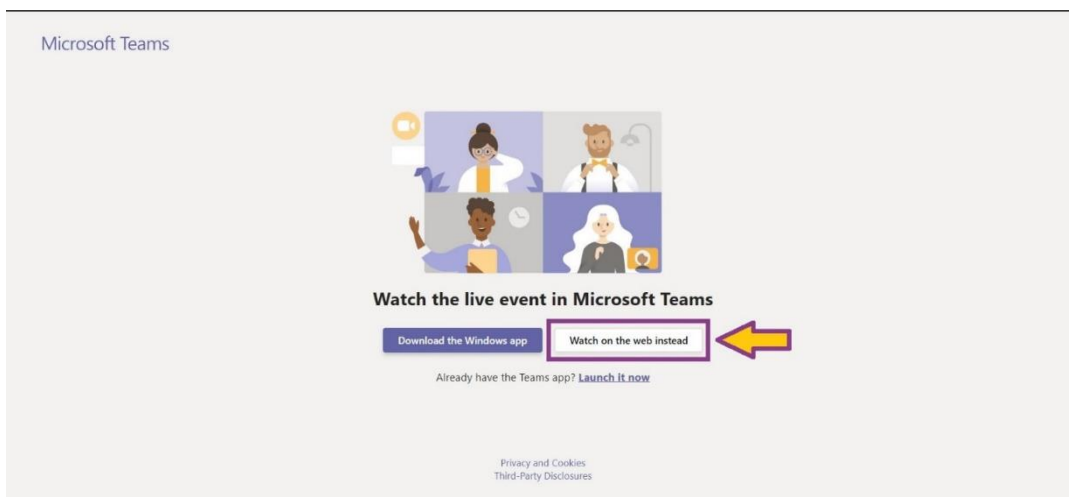 Microsoft Teams
Watch the live event in Microsoft Teams
Download the Windows app
Watch on the web instead
Already have the Teams app? Launch it now
Privacy and Cookies
Third-Party Disclosures